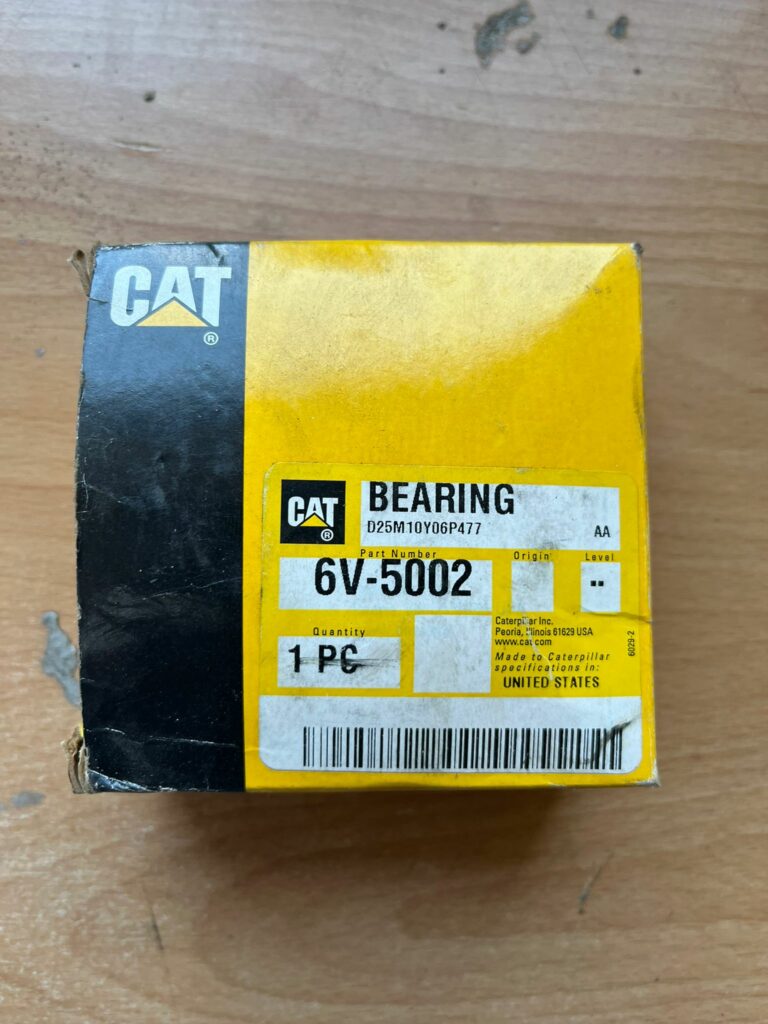 CAT
®
CAT
®
BEARING
D25M10Y06P477
AA
Part Number
Origin
Level
6V-5002
--
Quantity
1 PC
Caterpillar Inc.
Peoria, Illinois 61629 USA
www.cat.com
Made to Caterpillar
specifications in:
UNITED STATES
6029-2